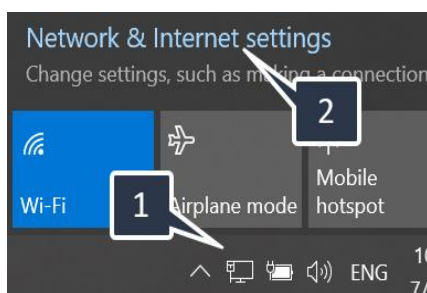 Network & Internet settings
Change settings, such as making a connection
2
Wi-Fi
1
Airplane mode
Mobile
hotspot
ENG